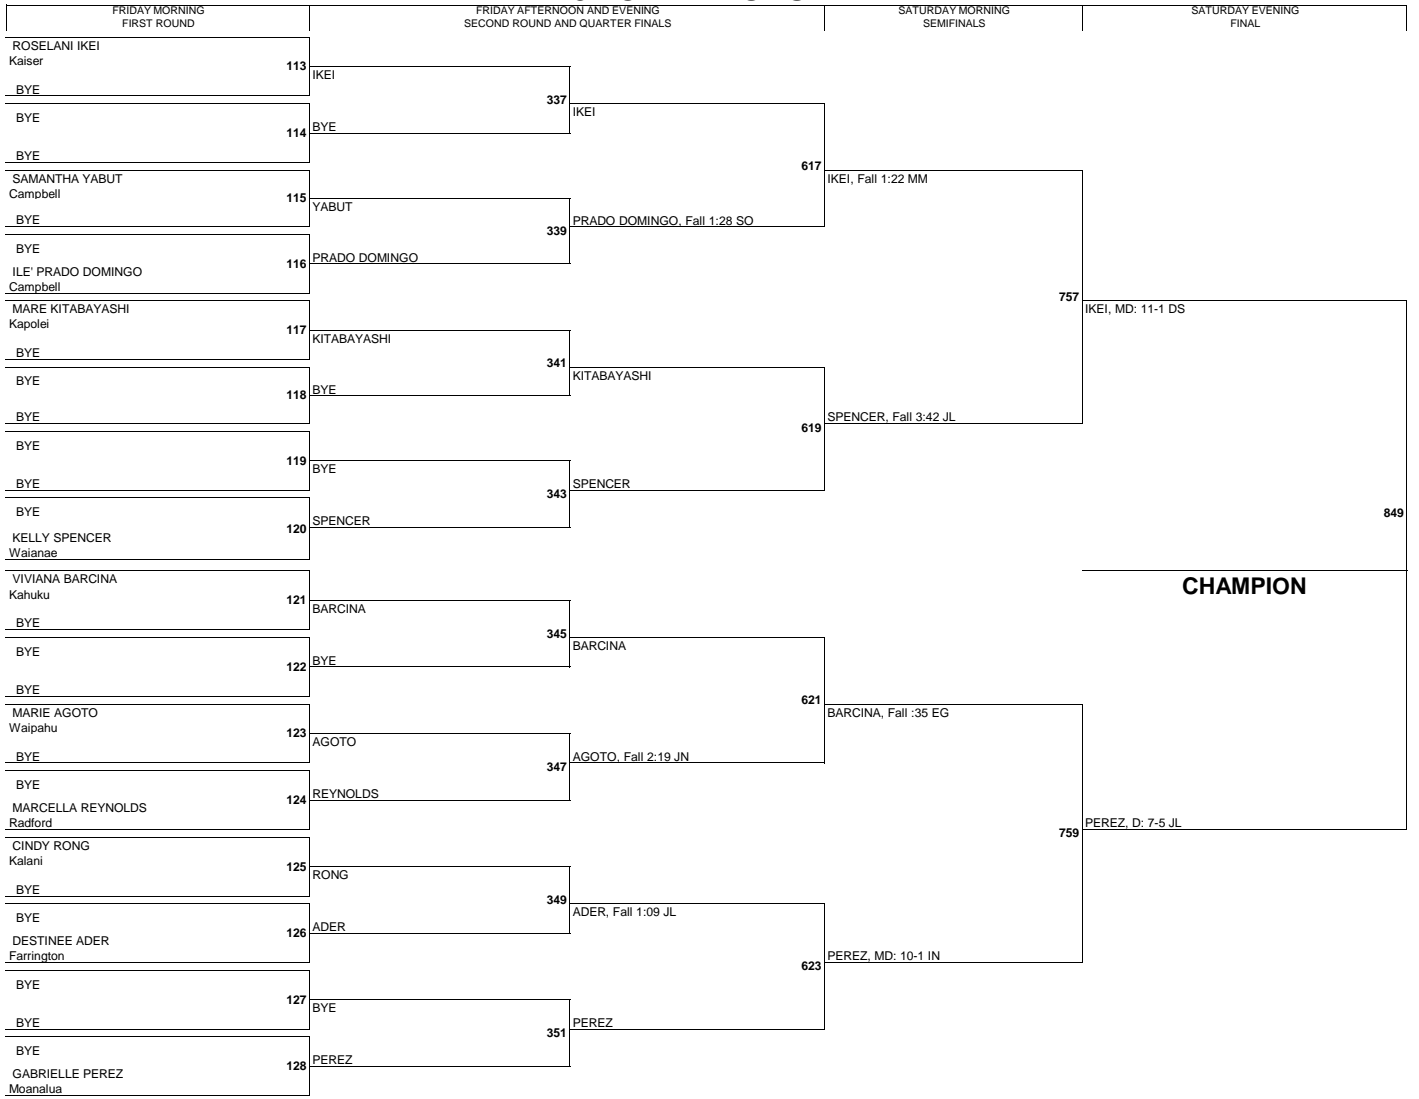 FRIDAY MORNING
FIRST ROUND
FRIDAY AFTERNOON AND EVENING
SECOND ROUND AND QUARTER FINALS
SATURDAY MORNING
SEMIFINALS
SATURDAY EVENING
FINAL
ROSELANI IKEI
Kaiser
113
BYE
BYE
114
BYE
SAMANTHA YABUT
Campbell
115
BYE
BYE
116
ILE' PRADO DOMINGO
Campbell
MARE KITABAYASHI
Kapolei
117
BYE
BYE
118
BYE
BYE
119
BYE
BYE
120
KELLY SPENCER
Waianae
VIVIANA BARCINA
Kahuku
121
BYE
BYE
122
BYE
MARIE AGOTO
Waipahu
123
BYE
BYE
124
MARCELLA REYNOLDS
Radford
CINDY RONG
Kalani
125
BYE
BYE
126
DESTINEE ADER
Farrington
BYE
127
BYE
BYE
128
GABRIELLE PEREZ
Moanalua
IKEI
337
BYE
YABUT
339
PRADO DOMINGO
KITABAYASHI
341
BYE
BYE
343
SPENCER
BARCINA
345
BYE
AGOTO
347
REYNOLDS
RONG
349
ADER
BYE
351
PEREZ
IKEI
617
PRADO DOMINGO, Fall 1:28 SO
KITABAYASHI
619
SPENCER
BARCINA
621
AGOTO, Fall 2:19 JN
ADER, Fall 1:09 JL
623
PEREZ
IKEI, Fall 1:22 MM
757
SPENCER, Fall 3:42 JL
BARCINA, Fall :35 EG
759
PEREZ, MD: 10-1 IN
IKEI, MD: 11-1 DS
849
CHAMPION
PEREZ, D: 7-5 JL